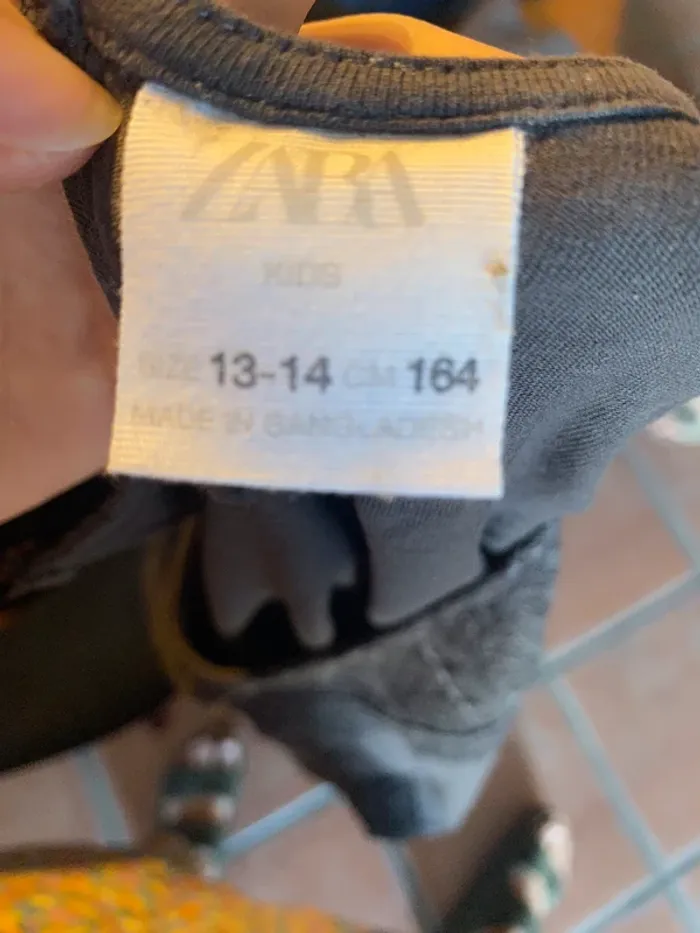 ZARA
KIDS
SIZE 13-14 CM 164
MADE IN BANGLADESH